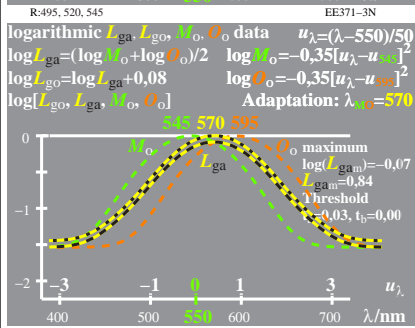 R:495, 520, 545 EE371–3N
logarithmic Lga, Lgo, Mo, Oo data uλ=(λ–550)/50
logLga=(logMo+logOo)/2 logMo=–0,35[uλ–u545]²
logLgo=logLga+0,08 logOo=–0,35[uλ–u595]²
log[Lgo, Lga, Mo, Oo] Adaptation: λMO=570
545 570 595
0 Mo Oo maximum
Lga log(Lgam)=–0,07
Lgam=0,84
–1 Threshold
=0,03, tb=0,00
–2
–3 –1 0 1 3 uλ
400 500 550 600 700 λ/nm